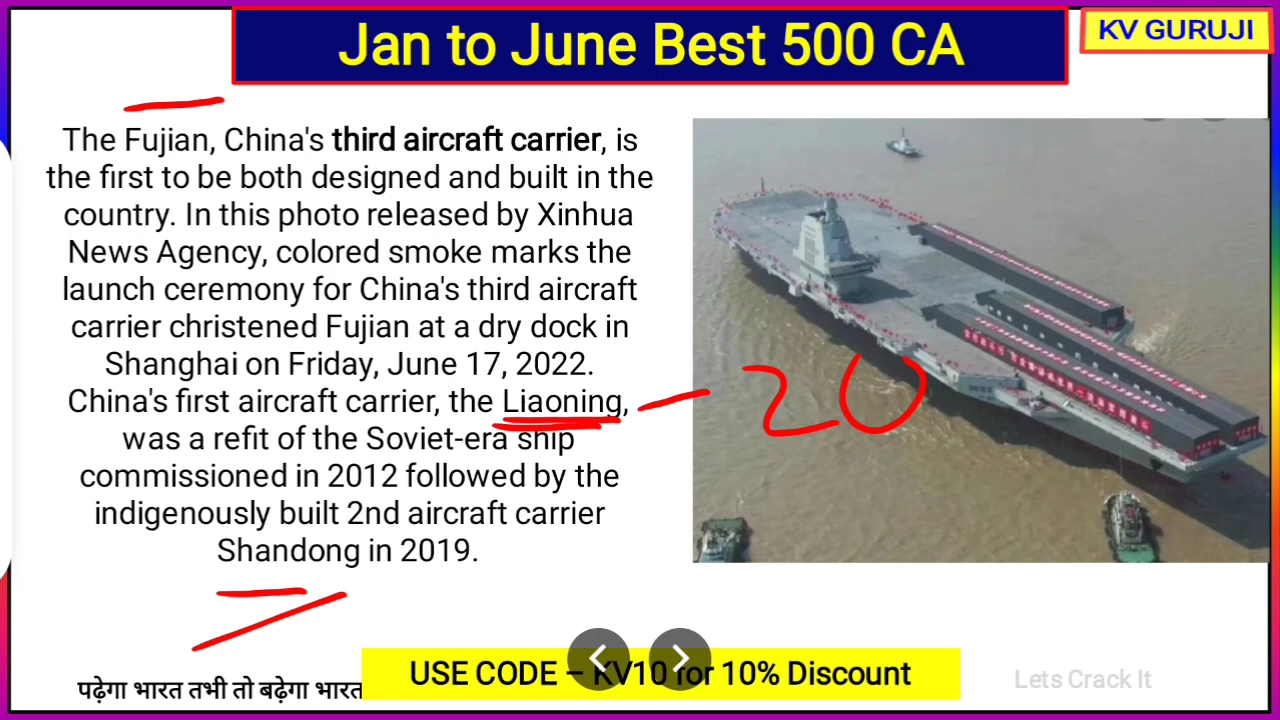 Jan to June Best 500 CA
KV GURUJI
The Fujian, China's third aircraft carrier, is
the first to be both designed and built in the
country. In this photo released by Xinhua
News Agency, colored smoke marks the
launch ceremony for China's third aircraft
carrier christened Fujian at a dry dock in
Shanghai on Friday, June 17, 2022.
China's first aircraft carrier, the Liaoning,
was a refit of the Soviet-era ship
commissioned in 2012 followed by the
indigenously built 2nd aircraft carrier
Shandong in 2019.
20
USE CODE – KV10 for 10% Discount
पढ़ेगा भारत तभी तो बढ़ेगा भारत
Lets Crack It